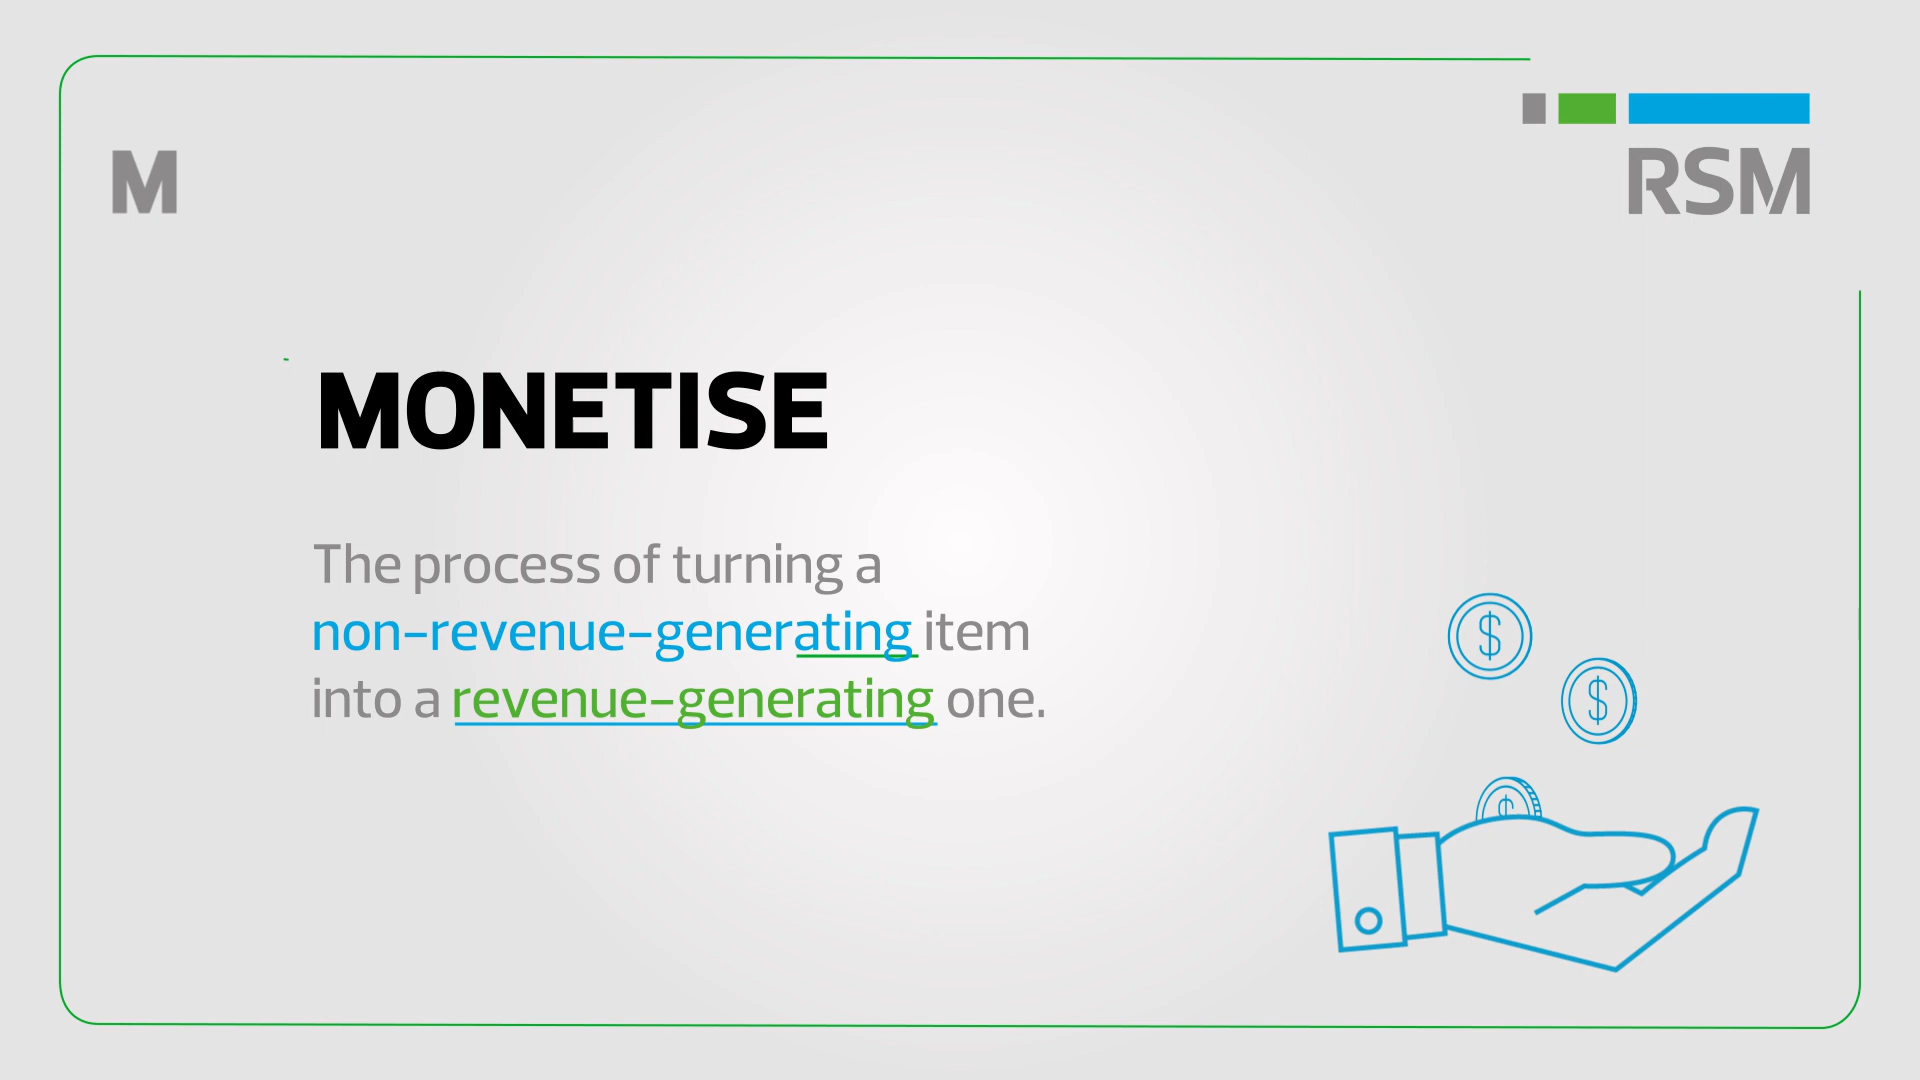 M
RSM
MONETISE
The process of turning a
non-revenue-generating item
into a revenue-generating one.
$
$
$